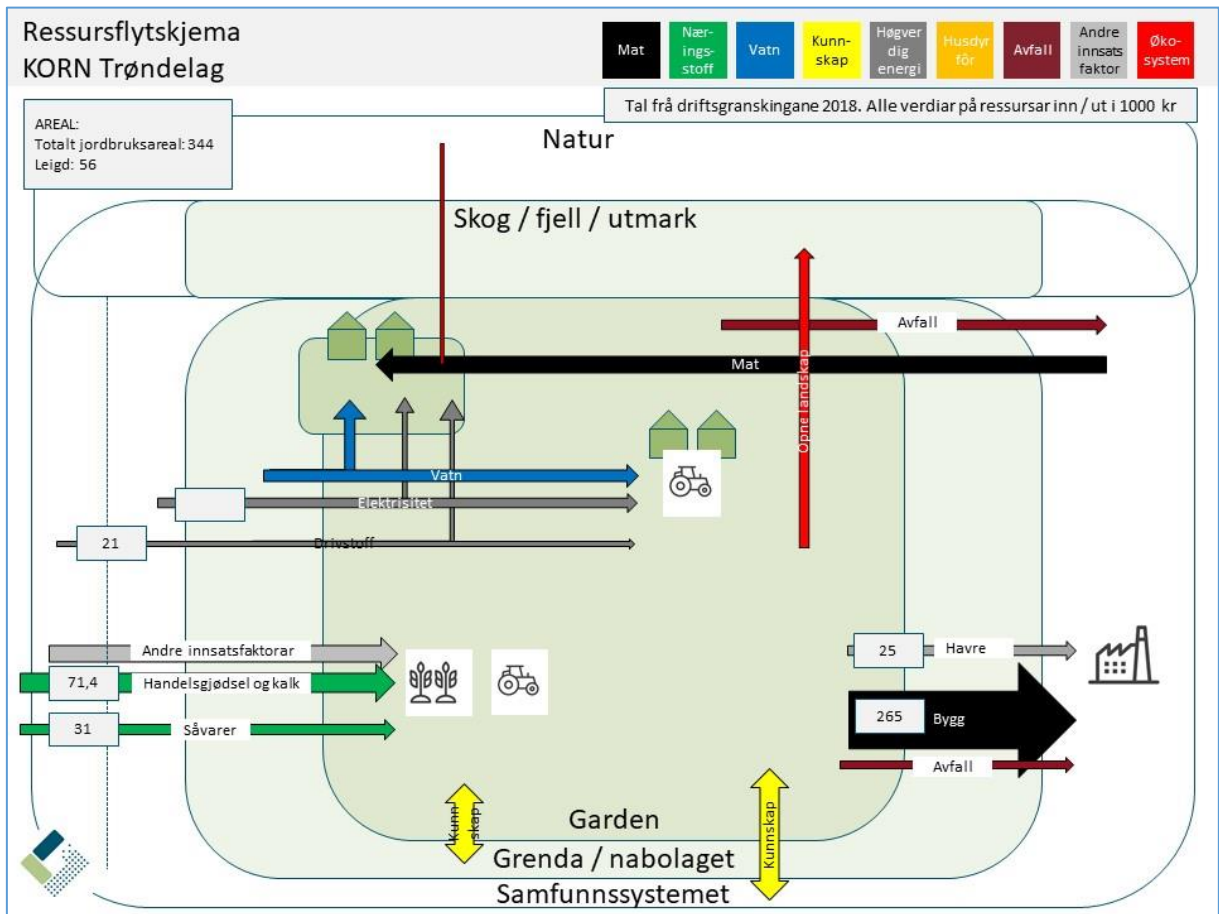 Ressursflytskjema
KORN Trøndelag
Mat
Nær-
ings-
stoff
Vatn
Kunn-
skap
Høgver
dig
energi
Husdyr
fôr
Avfall
Andre
innsats
faktor
Øko-
system
Tal frå driftsgranskingane 2018. Alle verdiar på ressursar inn / ut i 1000 kr
AREAL:
Totalt jordbruksareal: 344
Leigd: 56
Natur
Skog / fjell / utmark
Avfall
Mat
Opne landskap
Vatn
Elektrisitet
21
Drivstoff
Andre innsatsfaktorar
71,4
Handelsgjødsel og kalk
31
Såvarer
25
Havre
265
Bygg
Avfall
Kunn
skap
Kunnskap
Garden
Grenda / nabolaget
Samfunnssystemet